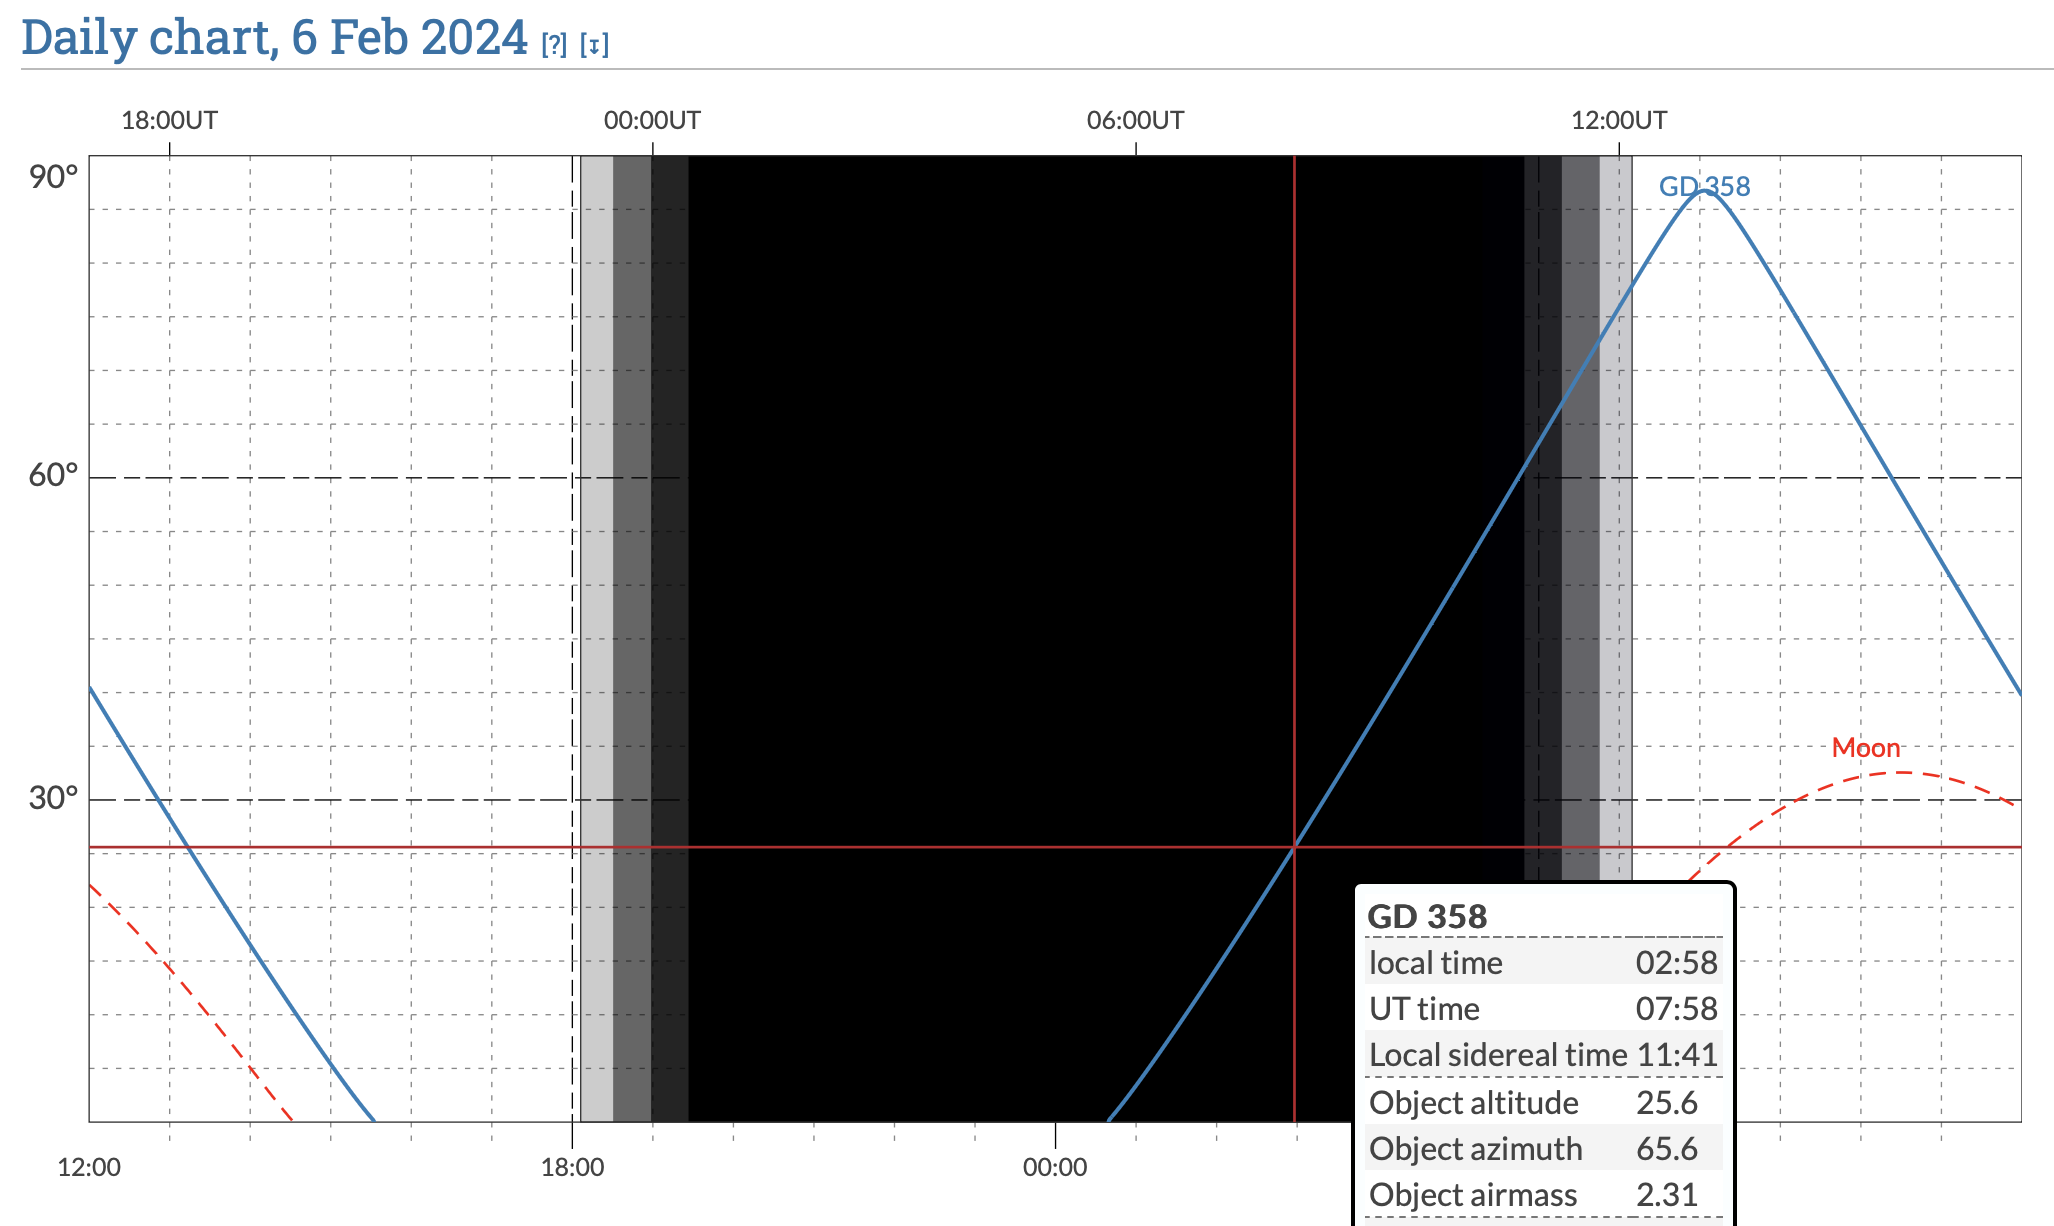 Daily chart, 6 Feb 2024 [?] [↧]
18:00UT 00:00UT 06:00UT 12:00UT
90°
GD 358
60°
Moon
30°
GD 358
local time 02:58
UT time 07:58
Local sidereal time 11:41
Object altitude 25.6
Object azimuth 65.6
Object airmass 2.31
12:00 18:00 00:00